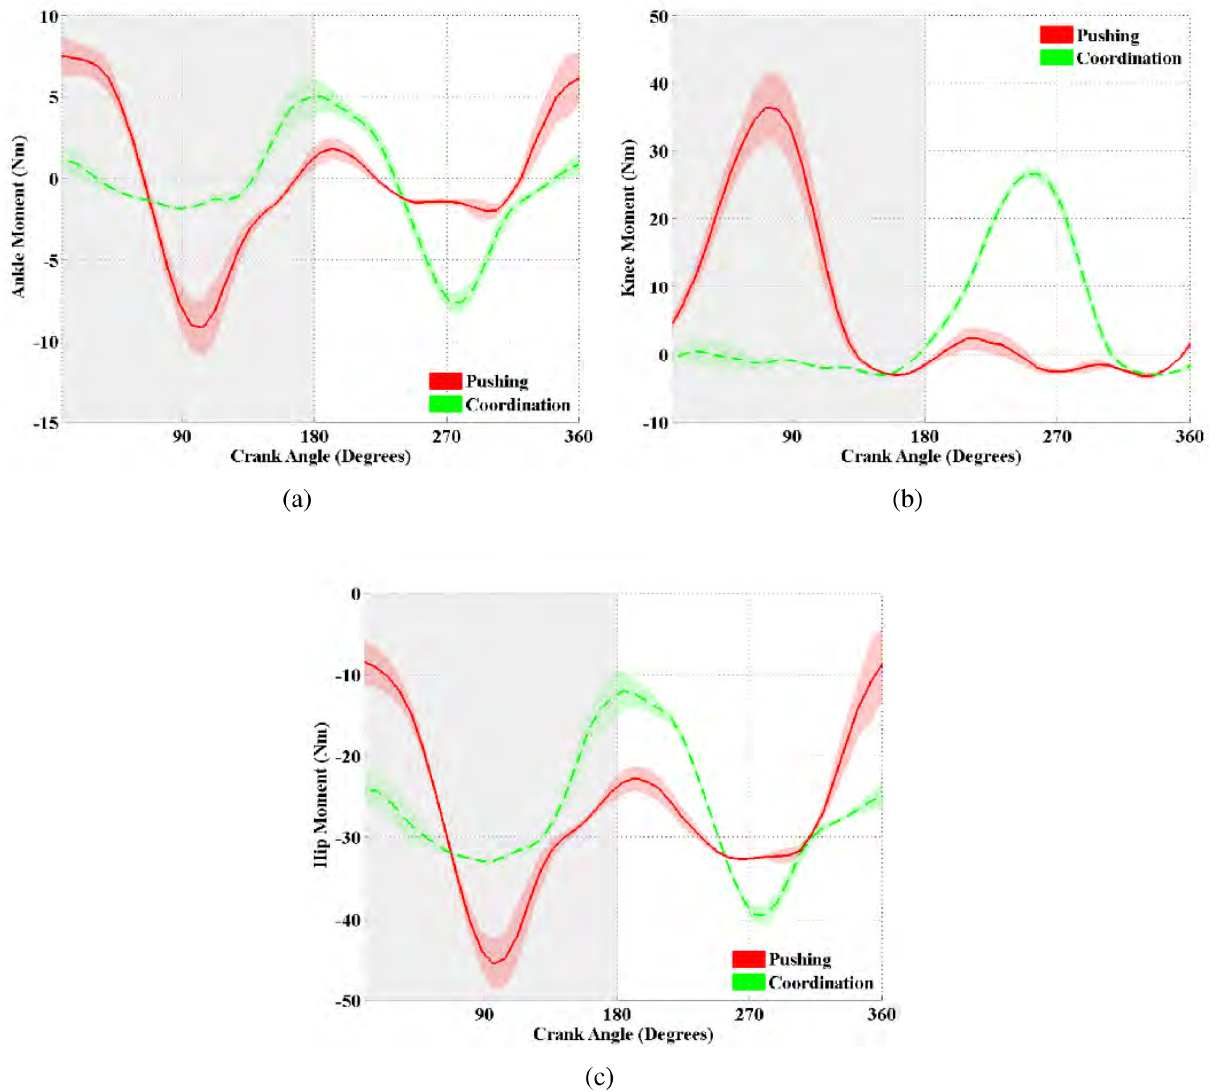 10
5
0
-5
-10
-15
Ankle Moment (Nm)
Pushing
Coordination
90 180 270 360
Crank Angle (Degrees)
(a)
50
40
30
20
10
0
-10
Knee Moment (Nm)
Pushing
Coordination
90 180 270 360
Crank Angle (Degrees)
(b)
0
-10
-20
-30
-40
-50
Hip Moment (Nm)
Pushing
Coordination
90 180 270 360
Crank Angle (Degrees)
(c)